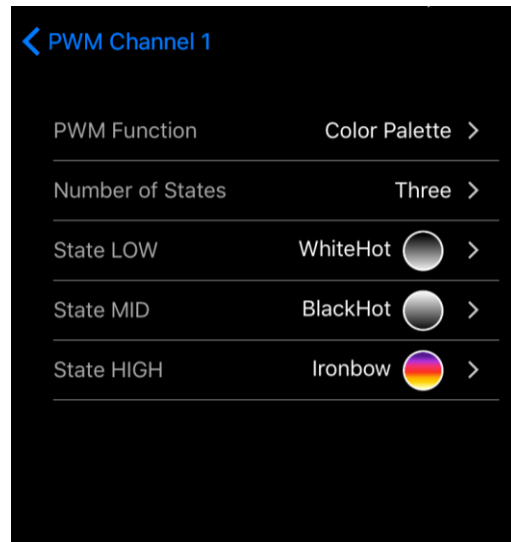 PWM Channel 1
PWM Function Color Palette
Number of States Three
State LOW WhiteHot
State MID BlackHot
State HIGH Ironbow